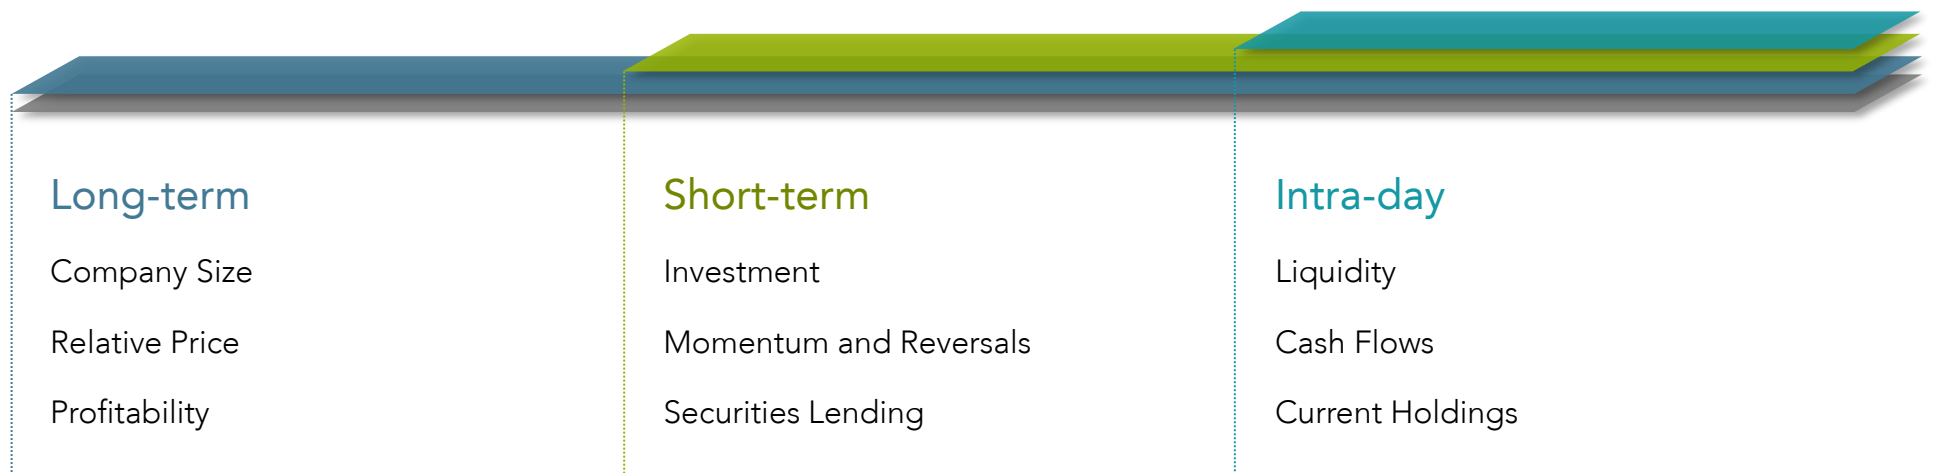 Long-term
Company Size
Relative Price
Profitability
Short-term
Investment
Momentum and Reversals
Securities Lending
Intra-day
Liquidity
Cash Flows
Current Holdings